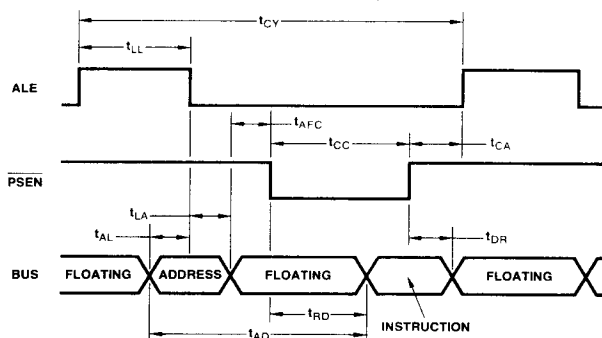 tCY
tLL
ALE
tAFC
tCC
tCA
PSEN
tLA
tAL
tDR
BUS FLOATING ADDRESS FLOATING FLOATING
tRD
INSTRUCTION
tAD